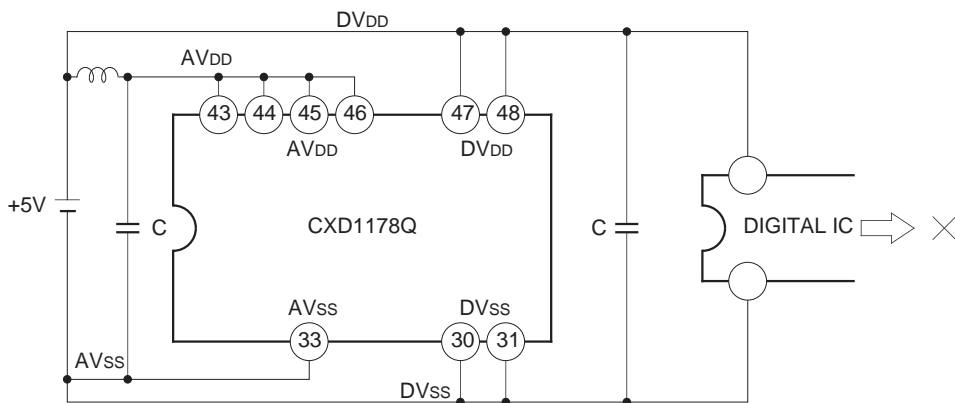 DVDD
AVDD
43 44 45 46 47 48
AVDD DVDD
+5V C CXD1178Q C DIGITAL IC
AVSS DVSS
33 30 31
AVSS
DVSS